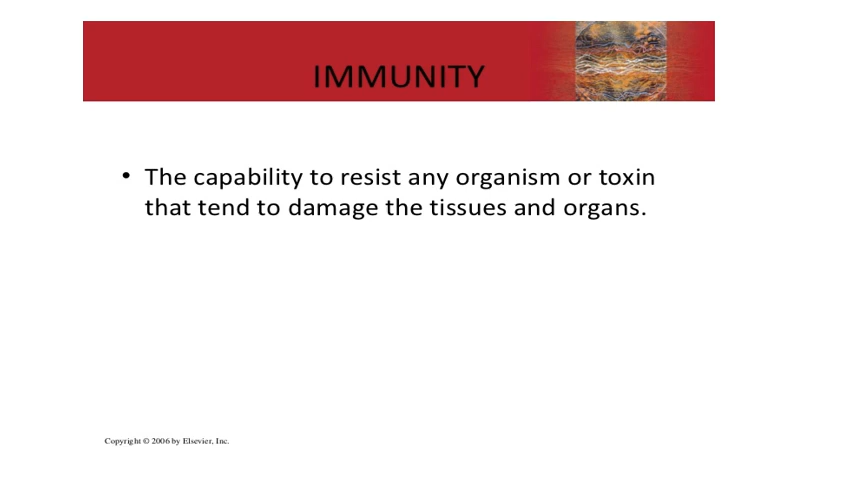 IMMUNITY
• The capability to resist any organism or toxin
that tend to damage the tissues and organs.
Copyright © 2006 by Elsevier, Inc.